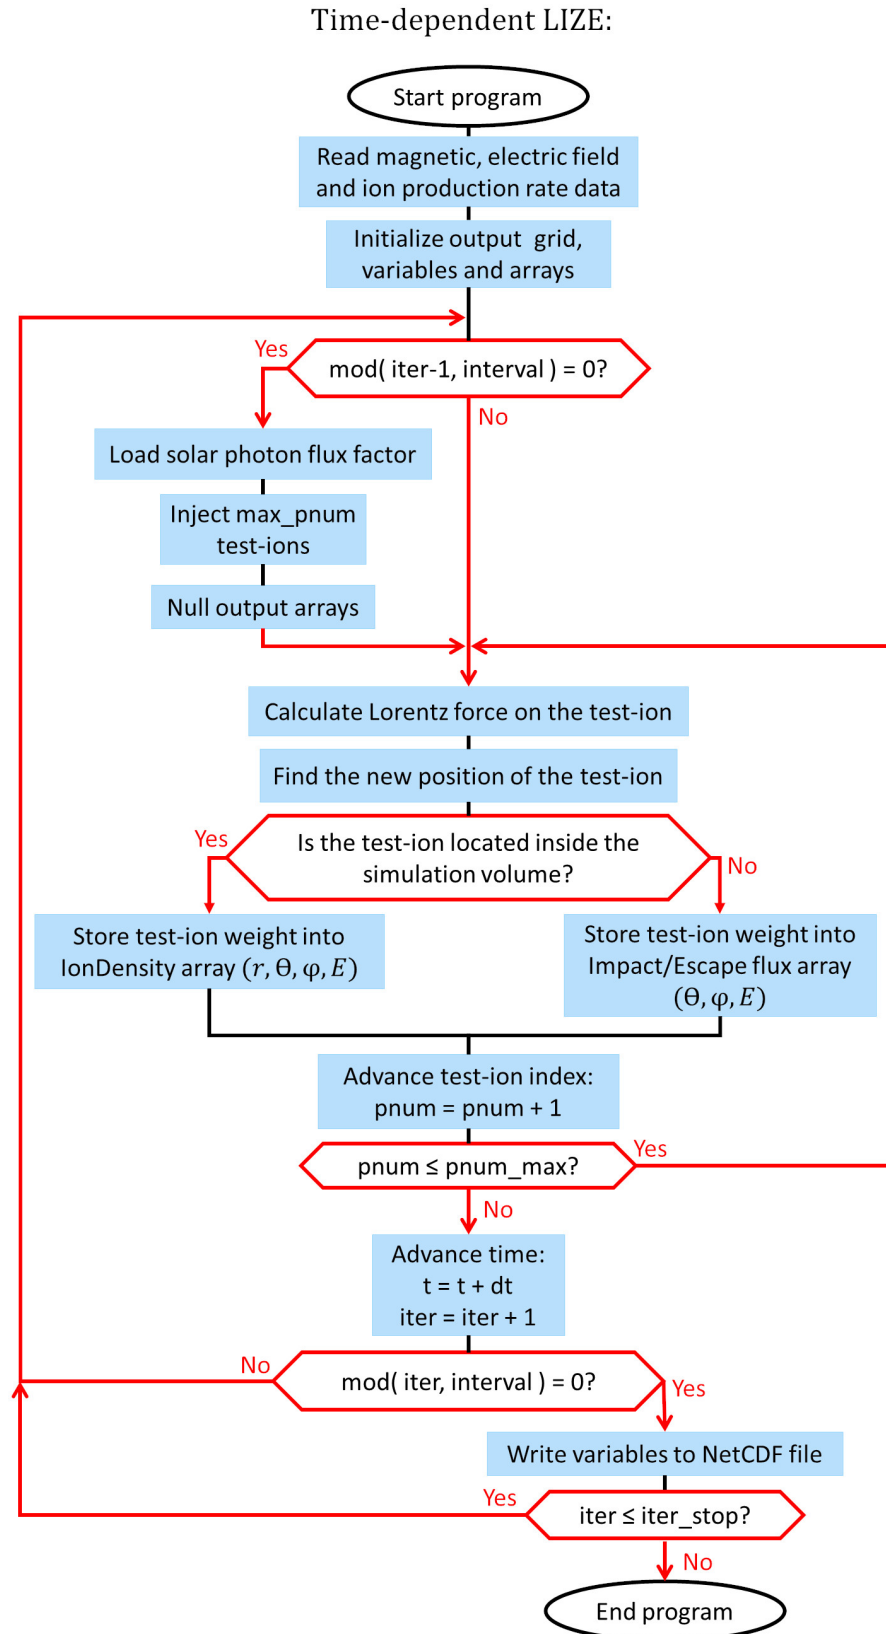 Time-dependent LIZE:
Start program
Read magnetic, electric field
and ion production rate data
Initialize output grid,
variables and arrays
Yes
mod( iter-1, interval ) = 0?
No
Load solar photon flux factor
Inject max_pnum
test-ions
Null output arrays
Calculate Lorentz force on the test-ion
Find the new position of the test-ion
Yes
Is the test-ion located inside the
simulation volume?
No
Store test-ion weight into
IonDensity array (r, Θ, φ, E)
Store test-ion weight into
Impact/Escape flux array
(Θ, φ, E)
Advance test-ion index:
pnum = pnum + 1
pnum ≤ pnum_max?
Yes
No
Advance time:
t = t + dt
iter = iter + 1
No
mod( iter, interval ) = 0?
Yes
Write variables to NetCDF file
Yes
iter ≤ iter_stop?
No
End program